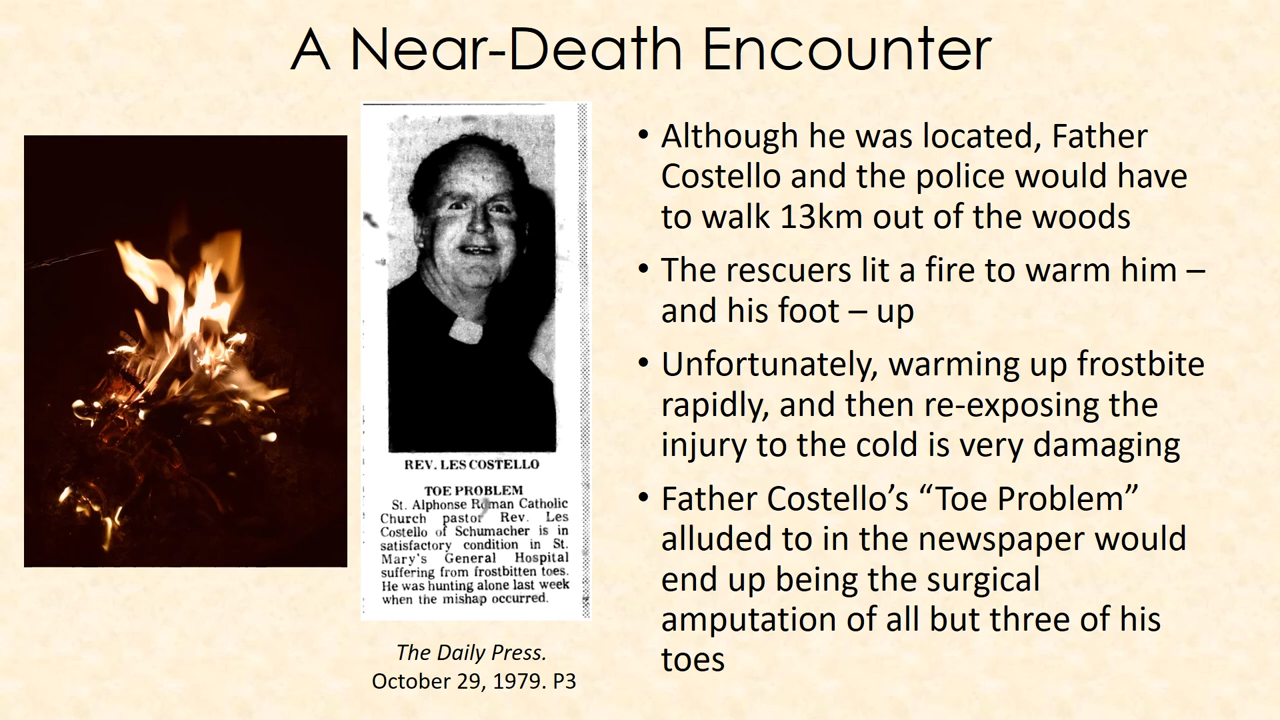 A Near-Death Encounter
REV. LES COSTELLO
TOE PROBLEM
St. Alphonse Roman Catholic
Church pastor Rev. Les
Costello of Schumacher is in
satisfactory condition in St.
Mary's General Hospital
suffering from frostbitten toes.
He was hunting alone last week
when the mishap occurred.
The Daily Press.
October 29, 1979. P3
• Although he was located, Father
Costello and the police would have
to walk 13km out of the woods
• The rescuers lit a fire to warm him –
and his foot – up
• Unfortunately, warming up frostbite
rapidly, and then re-exposing the
injury to the cold is very damaging
• Father Costello’s “Toe Problem”
alluded to in the newspaper would
end up being the surgical
amputation of all but three of his
toes